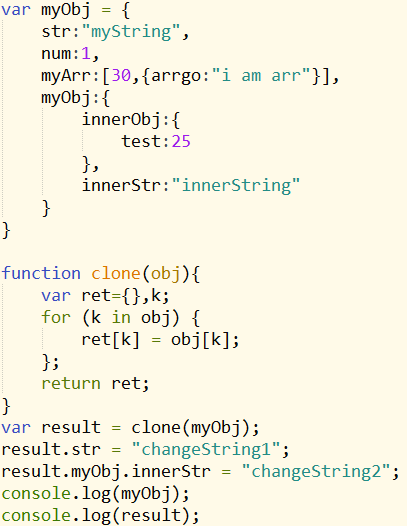 var myObj = {
    str:"myString",
    num:1,
    myArr:[30,{arrgo:"i am arr"}],
    myObj:{
        innerObj:{
            test:25
        },
        innerStr:"innerString"
    }
}

function clone(obj){
    var ret={},k;
    for (k in obj) {
        ret[k] = obj[k];
    };
    return ret;
}
var result = clone(myObj);
result.str = "changeString1";
result.myObj.innerStr = "changeString2";
console.log(myObj);
console.log(result);